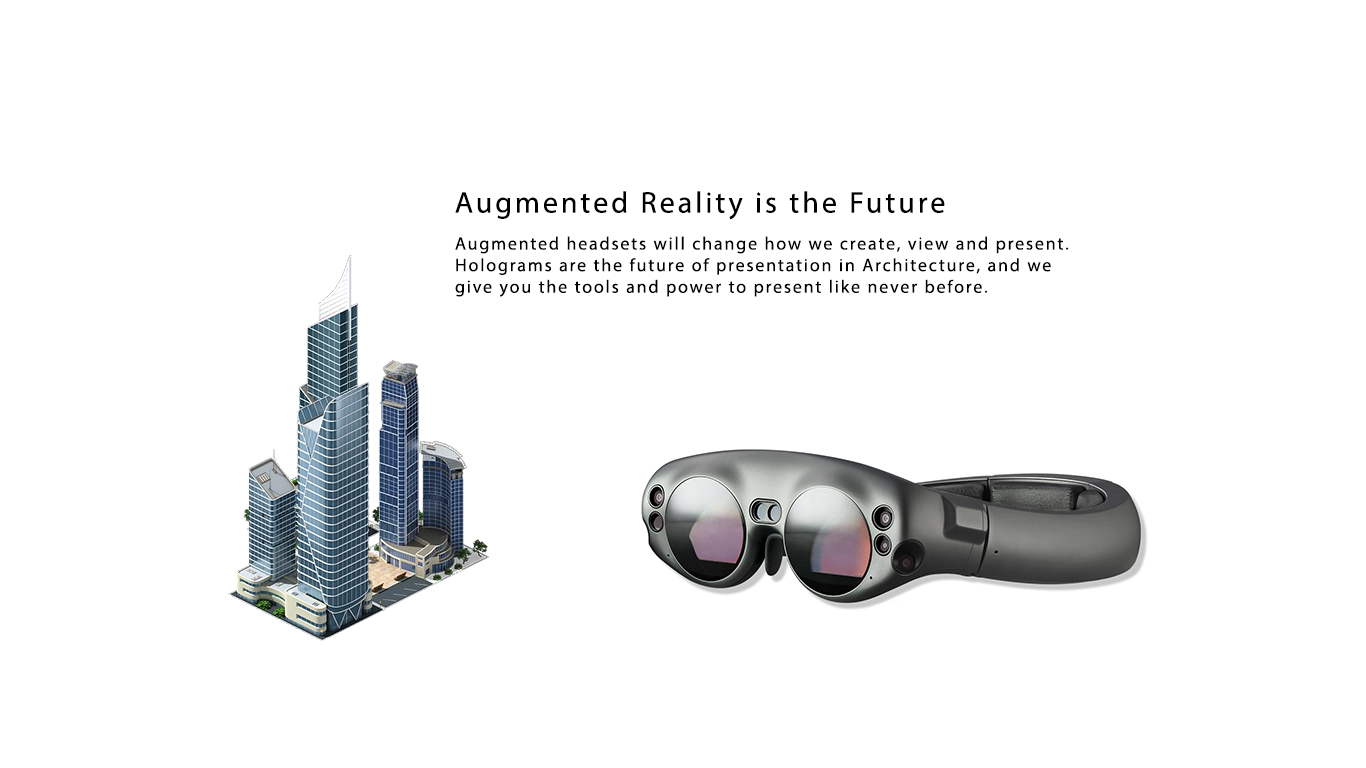 Augmented Reality is the Future
Augmented headsets will change how we create, view and present.
Holograms are the future of presentation in Architecture, and we
give you the tools and power to present like never before.